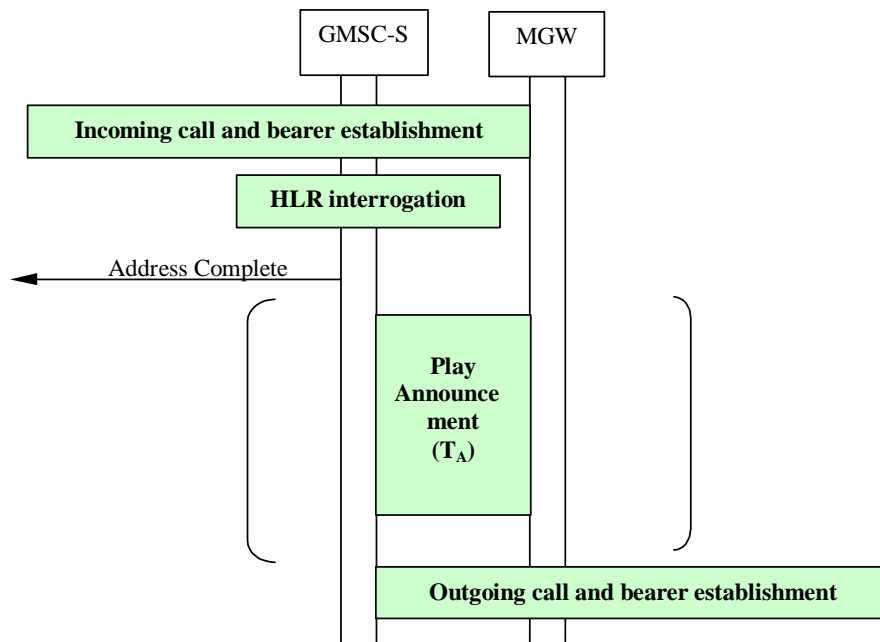 GMSC-S
MGW
Incoming call and bearer establishment
HLR interrogation
Address Complete
Play
Announce
ment
(T_A)
Outgoing call and bearer establishment